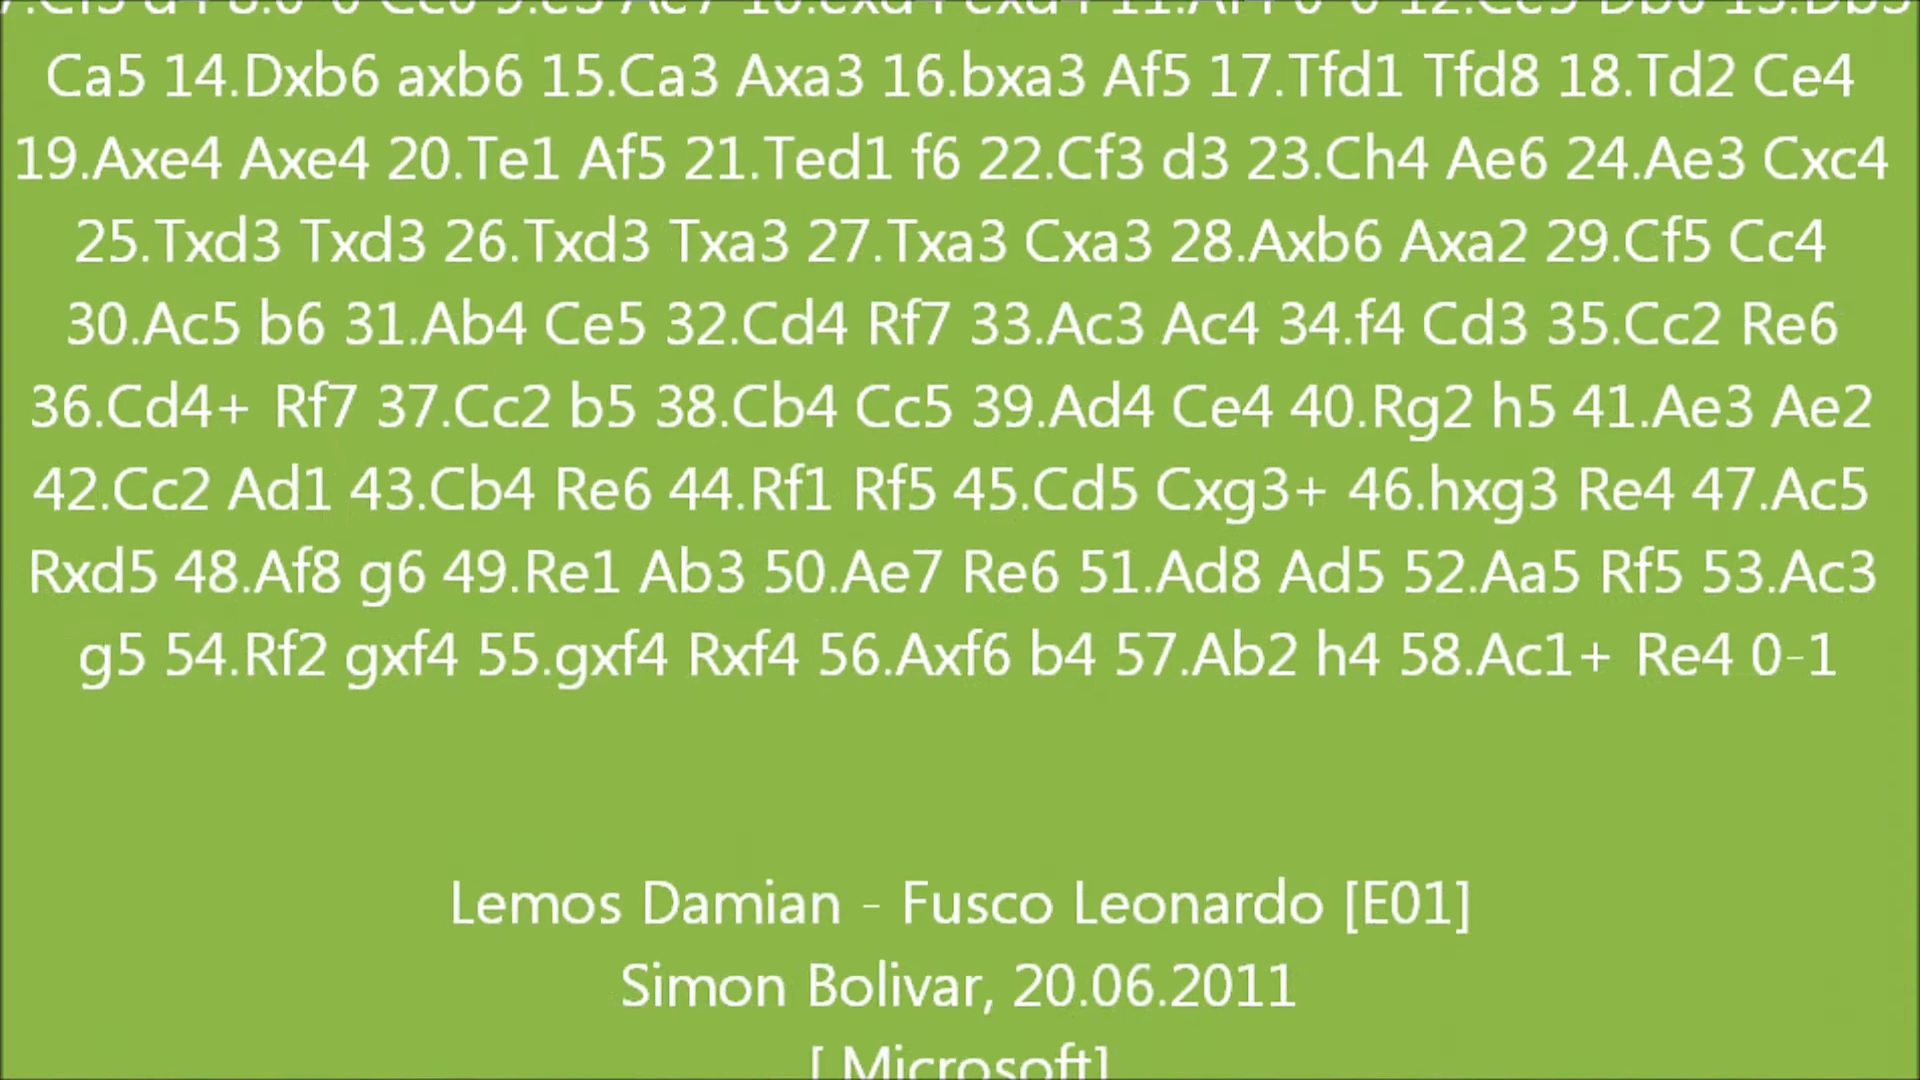 Ca5 14.Dxb6 axb6 15.Ca3 Axa3 16.bxa3 Af5 17.Tfd1 Tfd8 18.Td2 Ce4
19.Axe4 Axe4 20.Te1 Af5 21.Ted1 f6 22.Cf3 d3 23.Ch4 Ae6 24.Ae3 Cxc4
25.Txd3 Txd3 26.Txd3 Txa3 27.Txa3 Cxa3 28.Axb6 Axa2 29.Cf5 Cc4
30.Ac5 b6 31.Ab4 Ce5 32.Cd4 Rf7 33.Ac3 Ac4 34.f4 Cd3 35.Cc2 Re6
36.Cd4+ Rf7 37.Cc2 b5 38.Cb4 Cc5 39.Ad4 Ce4 40.Rg2 h5 41.Ae3 Ae2
42.Cc2 Ad1 43.Cb4 Re6 44.Rf1 Rf5 45.Cd5 Cxg3+ 46.hxg3 Re4 47.Ac5
Rxd5 48.Af8 g6 49.Re1 Ab3 50.Ae7 Re6 51.Ad8 Ad5 52.Aa5 Rf5 53.Ac3
g5 54.Rf2 gxf4 55.gxf4 Rxf4 56.Axf6 b4 57.Ab2 h4 58.Ac1+ Re4 0-1
Lemos Damian - Fusco Leonardo [E01]
Simon Bolivar, 20.06.2011
[ Microsoft]